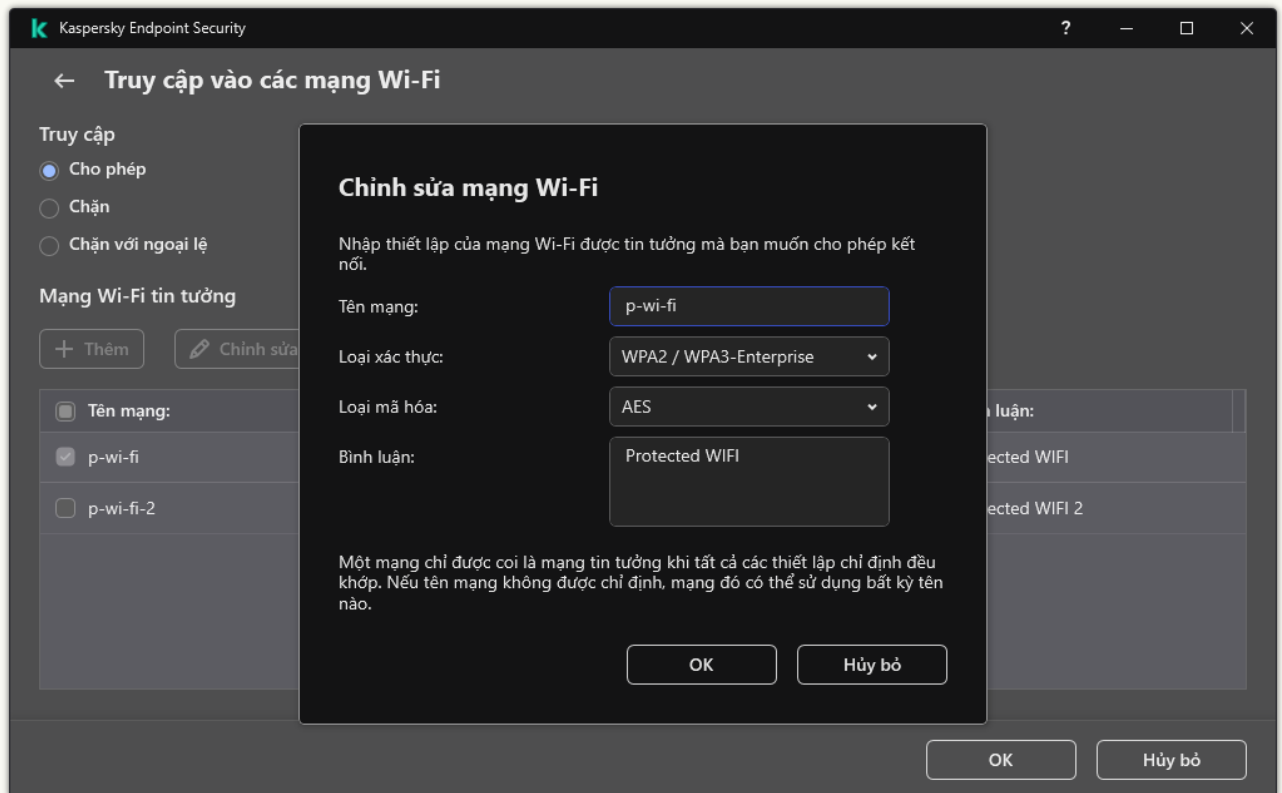 Kaspersky Endpoint Security
?
Truy cập vào các mạng Wi-Fi
Truy cập
Cho phép
Chặn
Chặn với ngoại lệ
Mạng Wi-Fi tin tưởng
Thêm
Chỉnh sửa
Tên mạng:
luận:
p-wi-fi
ected WIFI
p-wi-fi-2
ected WIFI 2
Chỉnh sửa mạng Wi-Fi
Nhập thiết lập của mạng Wi-Fi được tin tưởng mà bạn muốn cho phép kết
nối.
Tên mạng:
p-wi-fi
Loại xác thực:
WPA2 / WPA3-Enterprise
Loại mã hóa:
AES
Bình luận:
Protected WIFI
Một mạng chỉ được coi là mạng tin tưởng khi tất cả các thiết lập chỉ định đều
khớp. Nếu tên mạng không được chỉ định, mạng đó có thể sử dụng bất kỳ tên
nào.
OK
Hủy bỏ
OK
Hủy bỏ